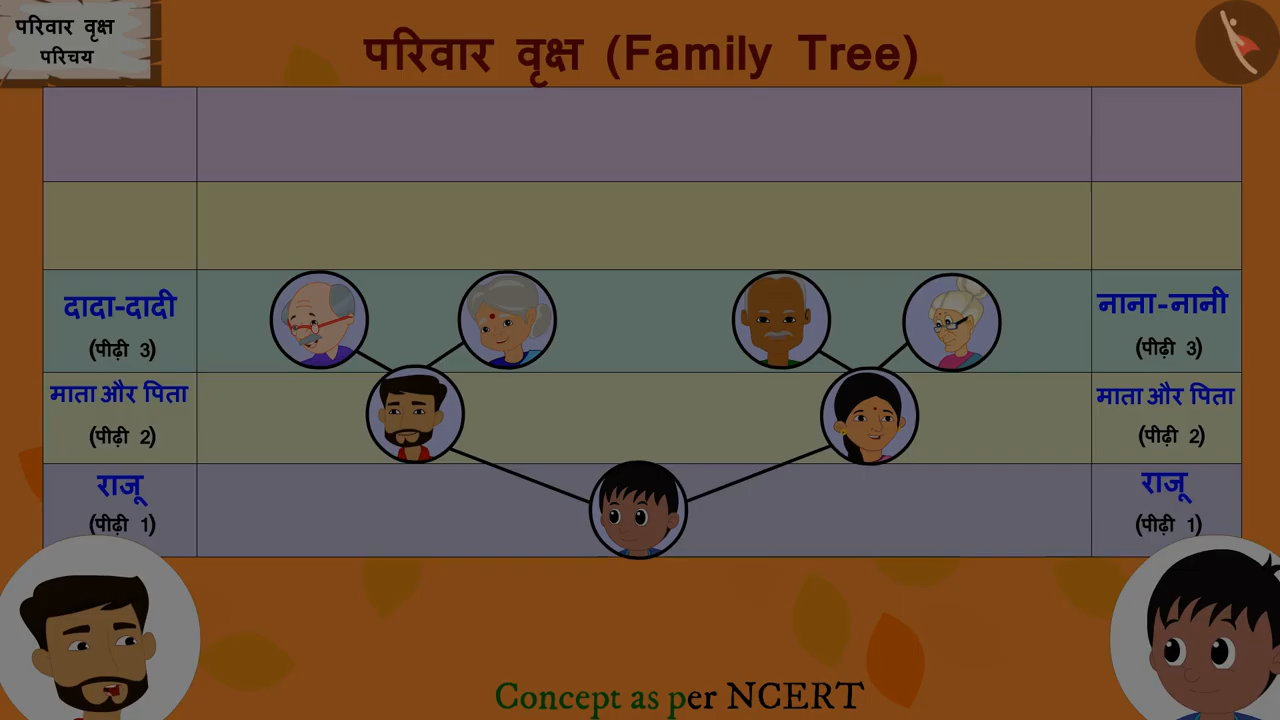 परिवार वृक्ष
परिचय
परिवार वृक्ष (Family Tree)
दादा-दादी
(पीढ़ी 3)
नाना-नानी
(पीढ़ी 3)
माता और पिता
(पीढ़ी 2)
माता और पिता
(पीढ़ी 2)
राजू
(पीढ़ी 1)
राजू
(पीढ़ी 1)
Concept as per NCERT